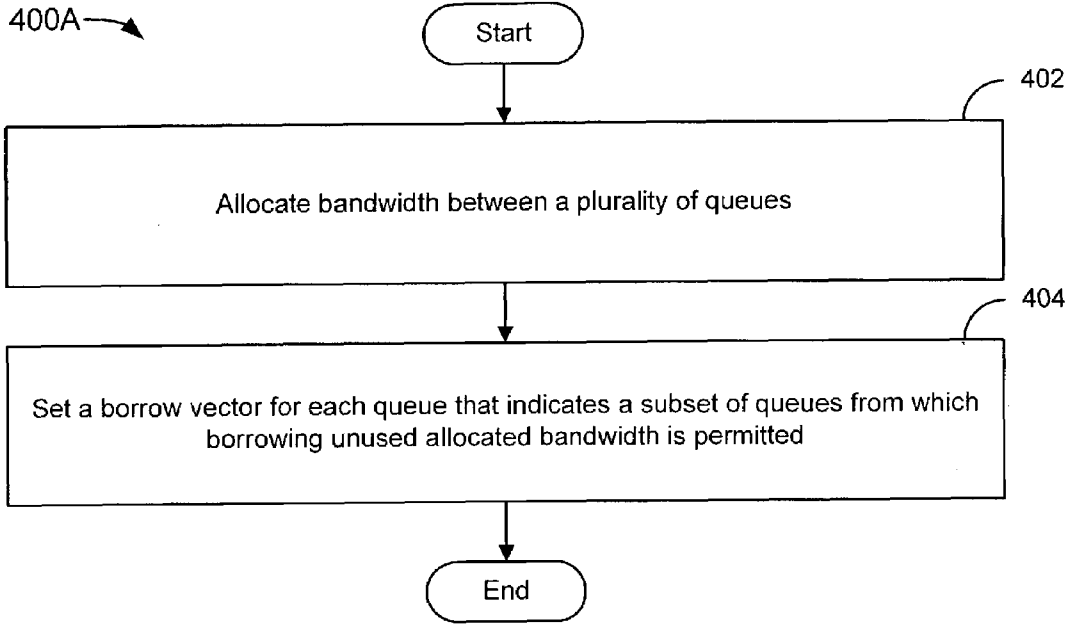 400A
Start
402
Allocate bandwidth between a plurality of queues
404
Set a borrow vector for each queue that indicates a subset of queues from which
borrowing unused allocated bandwidth is permitted
End